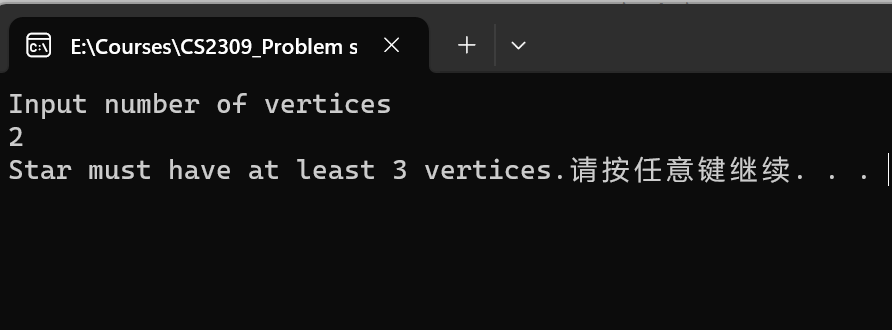 E:\Courses\CS2309_Problem s
Input number of vertices
2
Star must have at least 3 vertices.请按任意键继续. . .